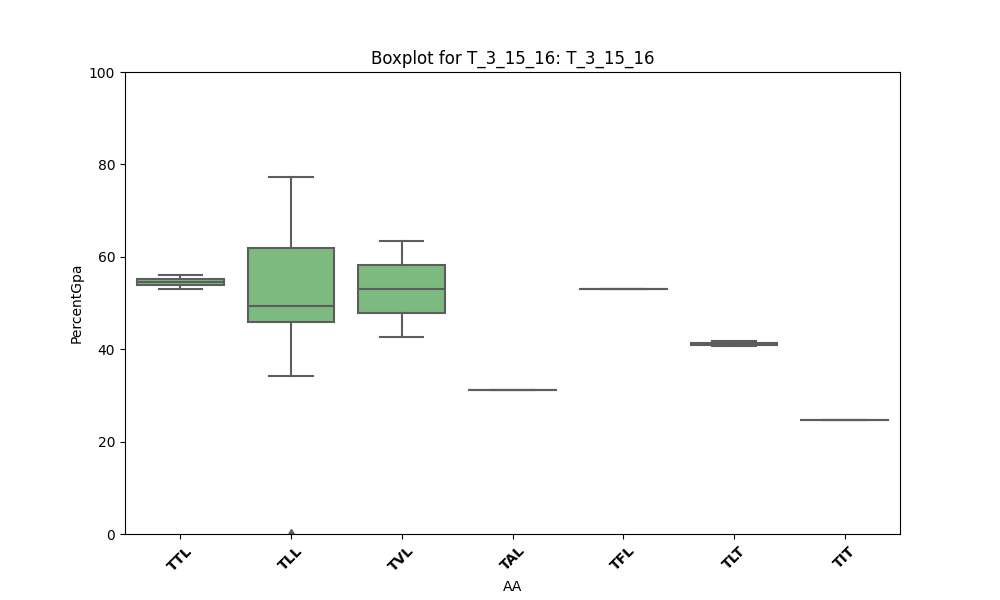 Boxplot for T_3_15_16: T_3_15_16
100
80
60
40
20
0
PercentGpa
TTL
TLL
TVL
TAL
TFL
TLT
TIT
AA